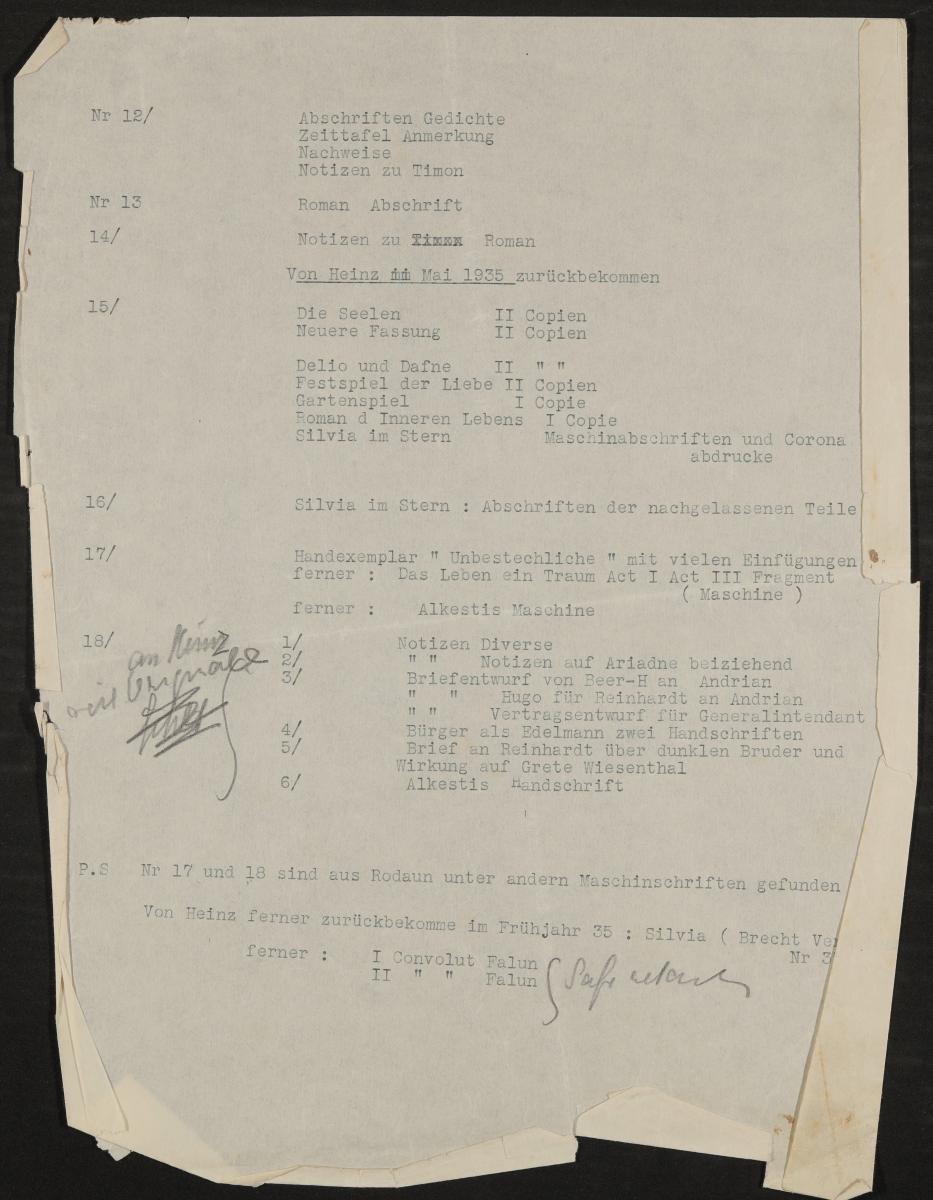 Nr 12/ Abschriften Gedichte
Zeittafel Anmerkung
Nachweise
Notizen zu Timon
Nr 13 Roman Abschrift
14/ Notizen zu Roman
Von Heinz im Mai 1935 zurückbekommen
15/ Die Seelen II Copien
Neuere Fassung II Copien
Delio und Dafne II " "
Festspiel der Liebe II Copien
Gartenspiel I Copie
Roman d Inneren Lebens I Copie
Silvia im Stern Maschinabschriften und Corona
abdrucke
16/ Silvia im Stern : Abschriften der nachgelassenen Teile
17/ Handexemplar " Unbestechliche " mit vielen Einfügungen
ferner : Das Leben ein Traum Act I Act III Fragment
( Maschine )
ferner : Alkestis Maschine
18/ 1/ Notizen Diverse
2/ " " Notizen auf Ariadne beiziehend
3/ Briefentwurf von Beer-H an Andrian
" " Hugo für Reinhardt an Andrian
" " Vertragsentwurf für Generalintendant
4/ Bürger als Edelmann zwei Handschriften
5/ Brief an Reinhardt über dunklen Bruder und
Wirkung auf Grete Wiesenthal
6/ Alkestis Handschrift
an Heinz
weil Originale
P.S Nr 17 und 18 sind aus Rodaun unter andern Maschinschriften gefunden
Von Heinz ferner zurückbekomme im Frühjahr 35 : Silvia ( Brecht Ve
Nr 3
ferner : I Convolut Falun
II " " Falun